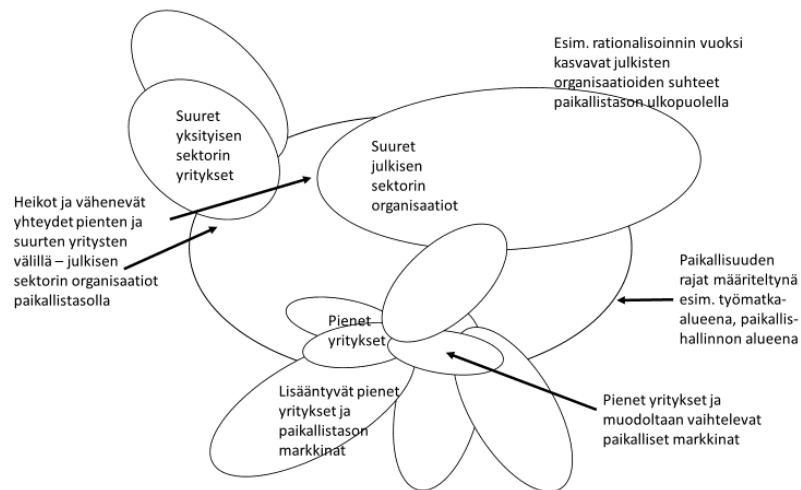 Esim. rationalisoinnin vuoksi
kasvavat julkisten
organisaatioiden suhteet
paikallistason ulkopuolella
Suuret
yksityisen
sektorin
yritykset
Suuret
julkisen
sektorin
organisaatiot
Heikot ja vähenevät
yhteydet pienten ja
suurten yritysten
välillä – julkisen
sektorin organisaatiot
paikallistasolla
Paikallisuuden
rajat määriteltynä
esim. työmatka-
alueena, paikallis-
hallinnon alueena
Pienet
yritykset
Lisääntyvät pienet
yritykset ja
paikallistason
markkinat
Pienet yritykset ja
muodoltaan vaihtelevat
paikalliset markkinat